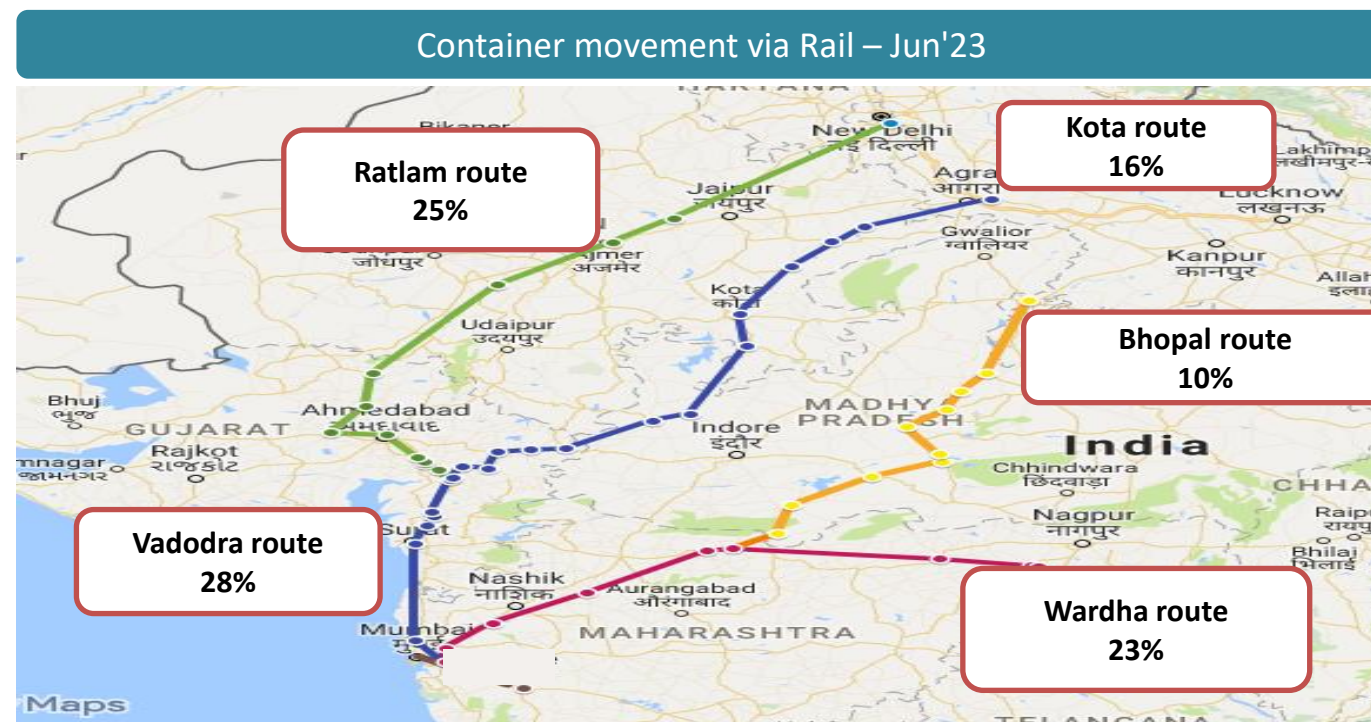 Container movement via Rail – Jun'23
HARYANA
Bikaner
New Delhi
नई दिल्ली
Kota route
16%
Ratlam route
25%
Agra
आगरा
Jaipur
जयपुर
Lucknow
लखनऊ
Gwalior
ग्वालियर
Kanpur
कानपुर
जोधपुर
Ajmer
अजमेर
Kota
कोटा
Udaipur
उदयपुर
Bhopal route
10%
Bhuj
ભુજ
Ahmedabad
અમદાવાદ
GUJARAT
Rajkot
રાજકોટ
MADHYA
PRADESH
Indore
इंदौर
India
Chhindwara
छिंदवाड़ा
Nagpur
नागपुर
Surat
Vadodra route
28%
Bhilai
भिलाई
Nashik
नाशिक
Aurangabad
औरंगाबाद
Mumbai
MAHARASHTRA
Wardha route
23%
Maps
TELANGANA